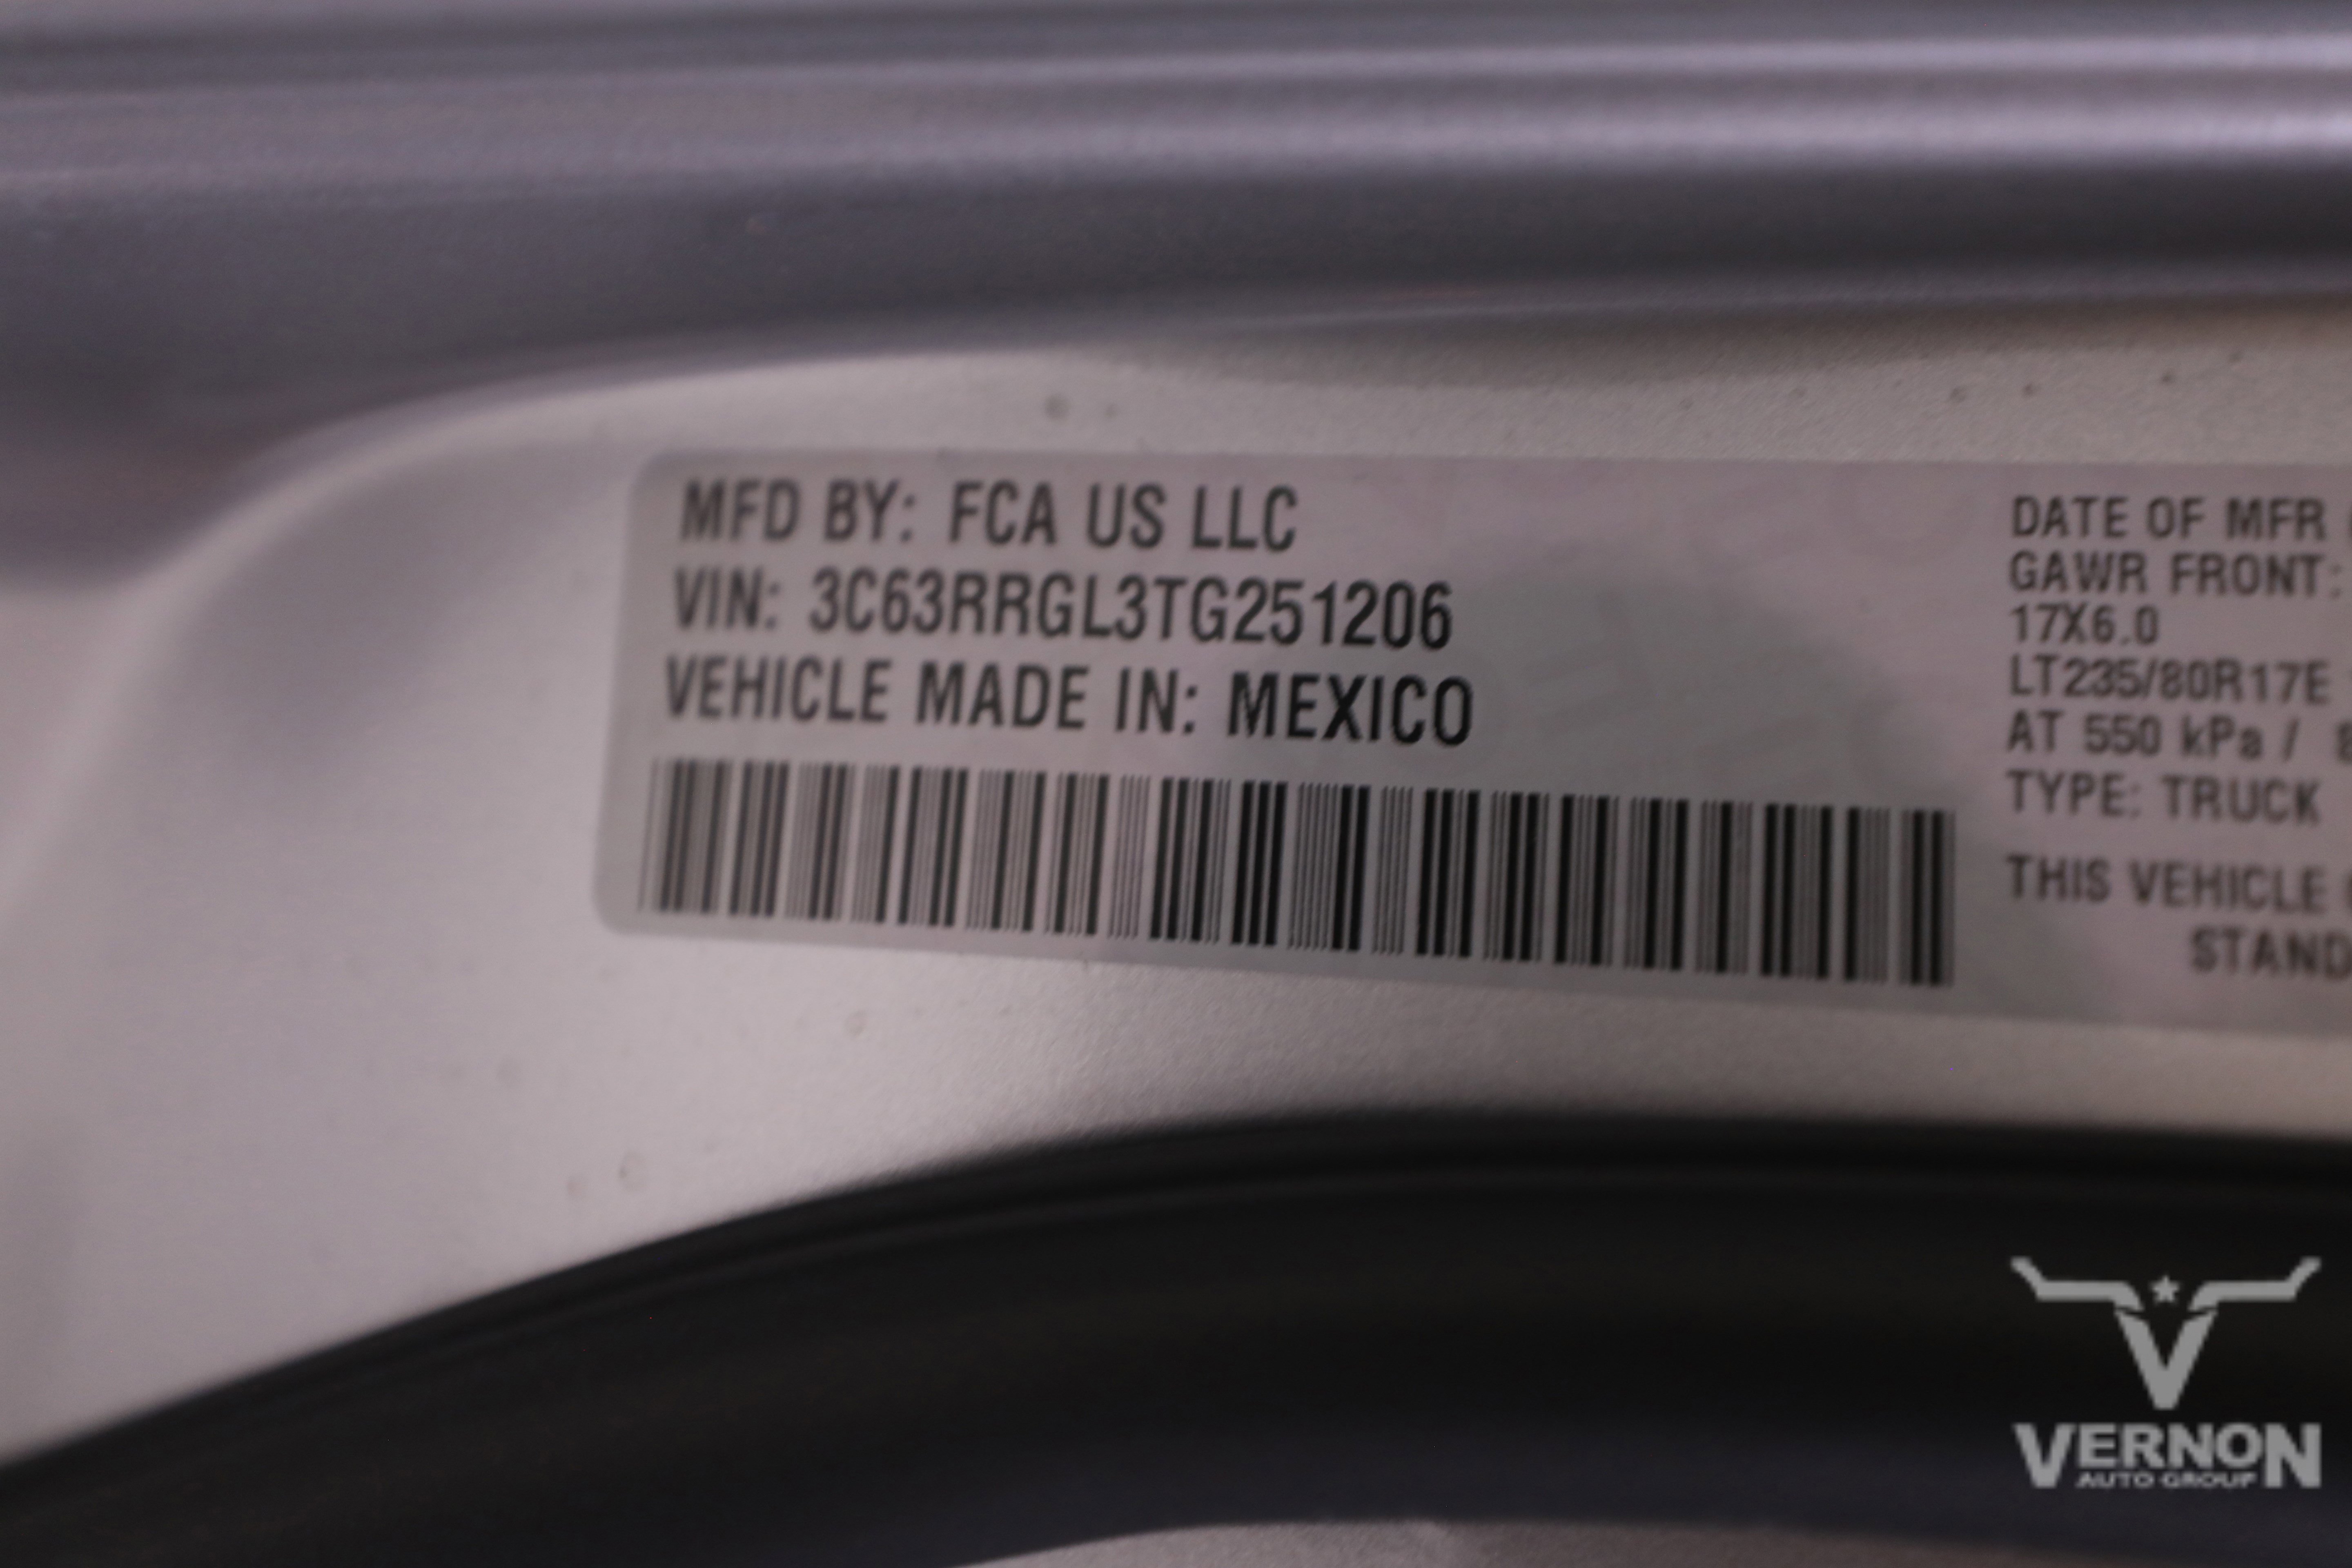 MFD BY: FCA US LLC
VIN: 3C63RRGL3TG251206
VEHICLE MADE IN: MEXICO
DATE OF MFR
GAWR FRONT:
17X6.0
LT235/80R17E
AT 550 kPa /
TYPE: TRUCK
THIS VEHICLE
STAND
VERNON
AUTO GROUP